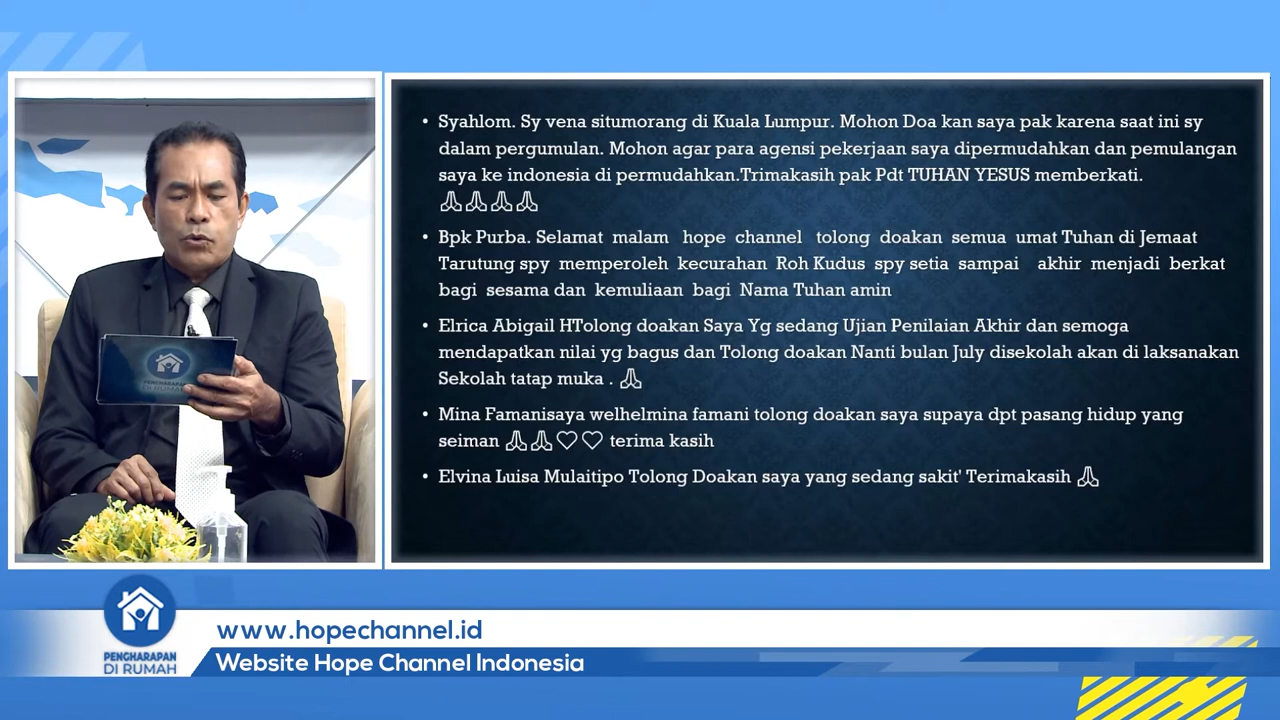 • Syahlom. Sy vena situmorang di Kuala Lumpur. Mohon Doa kan saya pak karena saat ini sy
dalam pergumulan. Mohon agar para agensi pekerjaan saya dipermudahkan dan pemulangan
saya ke indonesia di permudahkan.Trimakasih pak Pdt TUHAN YESUS memberkati.
🙏🙏🙏🙏
• Bpk Purba. Selamat malam hope channel tolong doakan semua umat Tuhan di Jemaat
Tarutung spy memperoleh kecurahan Roh Kudus spy setia sampai akhir menjadi berkat
bagi sesama dan kemuliaan bagi Nama Tuhan amin
• Elrica Abigail HTolong doakan Saya Yg sedang Ujian Penilaian Akhir dan semoga
mendapatkan nilai yg bagus dan Tolong doakan Nanti bulan July disekolah akan di laksanakan
Sekolah tatap muka . 🙏
• Mina Famanisaya welhelmina famani tolong doakan saya supaya dpt pasang hidup yang
seiman 🙏🙏♡♡ terima kasih
• Elvina Luisa Mulaitipo Tolong Doakan saya yang sedang sakit' Terimakasih 🙏
PENGHARAPAN
DI RUMAH
www.hopechannel.id
Website Hope Channel Indonesia
PENGHARAPAN
DI RUMAH